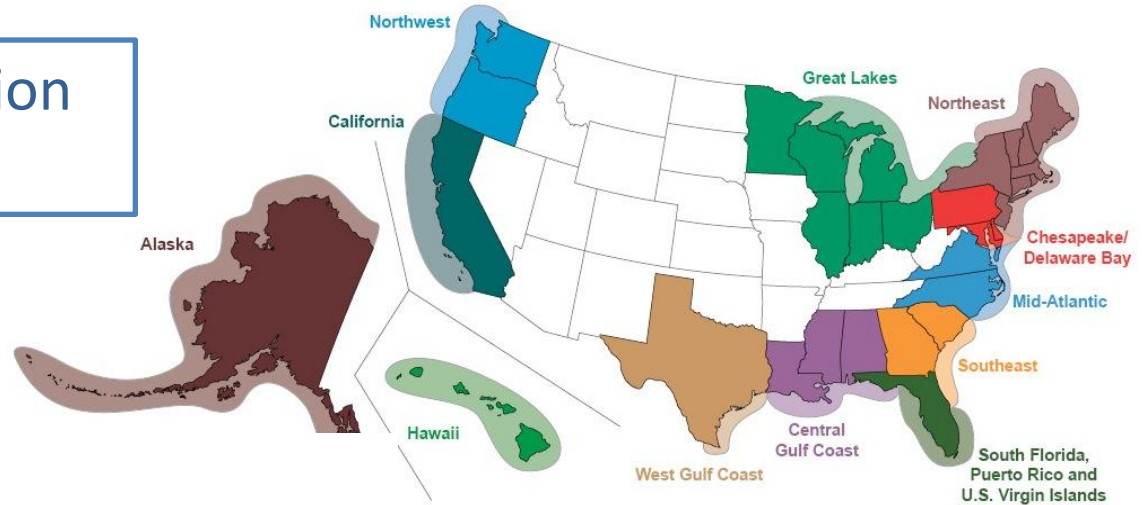 ion
Northwest
Great Lakes
Northeast
California
Alaska
Chesapeake/
Delaware Bay
Mid-Atlantic
Southeast
Hawaii
Central
Gulf Coast
West Gulf Coast
South Florida,
Puerto Rico and
U.S. Virgin Islands